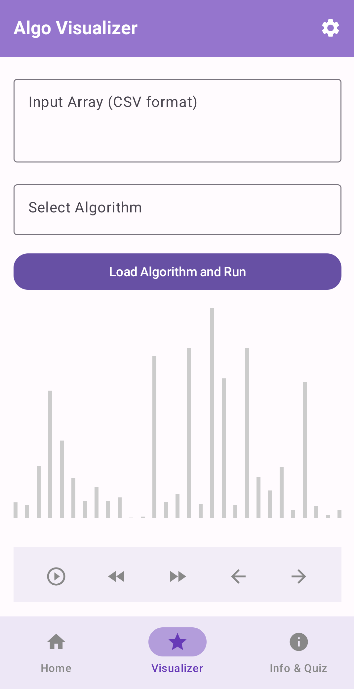 Algo Visualizer
Input Array (CSV format)
Select Algorithm
Load Algorithm and Run
Home
Visualizer
Info & Quiz